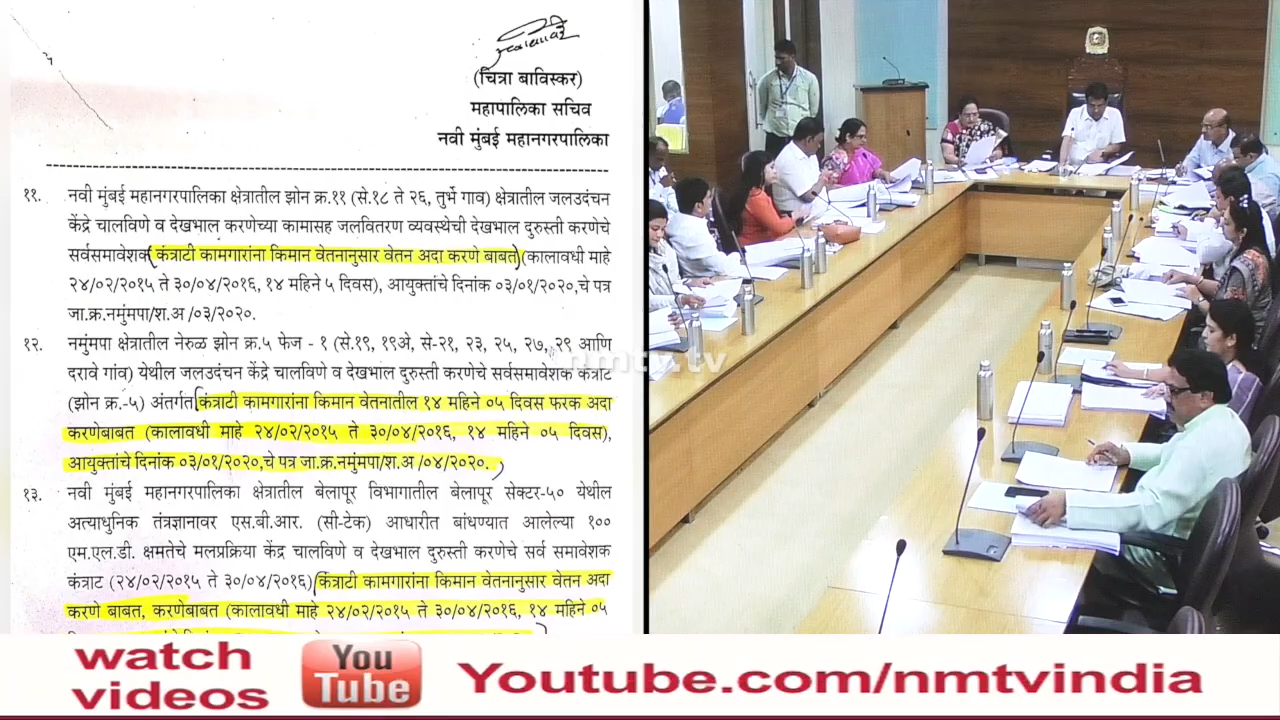 (चित्रा बाविस्कर)
महापालिका सचिव
नवी मुंबई महानगरपालिका
११. नवी मुंबई महानगरपालिका क्षेत्रातील झोन क्र.११ (से.१८ ते २६, तुर्भे गाव) क्षेत्रातील जलउदंचन
केंद्रे चालविणे व देखभाल करणेच्या कामासह जलवितरण व्यवस्थेची देखभाल दुरुस्ती करणेचे
सर्वसमावेशक (कंत्राटी कामगारांना किमान वेतनानुसार वेतन अदा करणे बाबत) (कालावधी माहे
२४/०२/२०१५ ते ३०/०४/२०१६, १४ महिने ५ दिवस), आयुक्तांचे दिनांक ०३/०१/२०२०,चे पत्र
जा.क्र.नमुंमपा/श.अ /०३/२०२०.
१२. नमुंमपा क्षेत्रातील नेरुळ झोन क्र.५ फेज - १ (से.१९, १९अे, से-२१, २३, २५, २७, २९ आणि
दरावे गांव) येथील जलउदंचन केंद्रे चालविणे व देखभाल दुरुस्ती करणेचे सर्वसमावेशक कंत्राट
(झोन क्र.-५) अंतर्गत कंत्राटी कामगारांना किमान वेतनातील १४ महिने ०५ दिवस फरक अदा
करणेबाबत (कालावधी माहे २४/०२/२०१५ ते ३०/०४/२०१६, १४ महिने ०५ दिवस),
आयुक्तांचे दिनांक ०३/०१/२०२०,चे पत्र जा.क्र.नमुंमपा/श.अ /०४/२०२०.
१३. नवी मुंबई महानगरपालिका क्षेत्रातील बेलापूर विभागातील बेलापूर सेक्टर-५० येथील
अत्याधुनिक तंत्रज्ञानावर एस.बी.आर. (सी-टेक) आधारीत बांधण्यात आलेल्या १००
एम.एल.डी. क्षमतेचे मलप्रक्रिया केंद्र चालविणे व देखभाल दुरुस्ती करणेचे सर्व समावेशक
कंत्राट (२४/०२/२०१५ ते ३०/०४/२०१६) कंत्राटी कामगारांना किमान वेतनानुसार वेतन अदा
करणे बाबत, करणेबाबत (कालावधी माहे २४/०२/२०१५ ते ३०/०४/२०१६, १४ महिने ०५
nmtv.tv
watch
videos
You
Tube
Youtube.com/nmtvindia